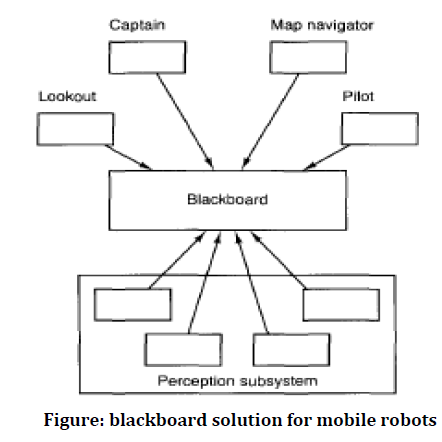 Captain
Map navigator
Lookout
Pilot
Blackboard
Perception subsystem
Figure: blackboard solution for mobile robots